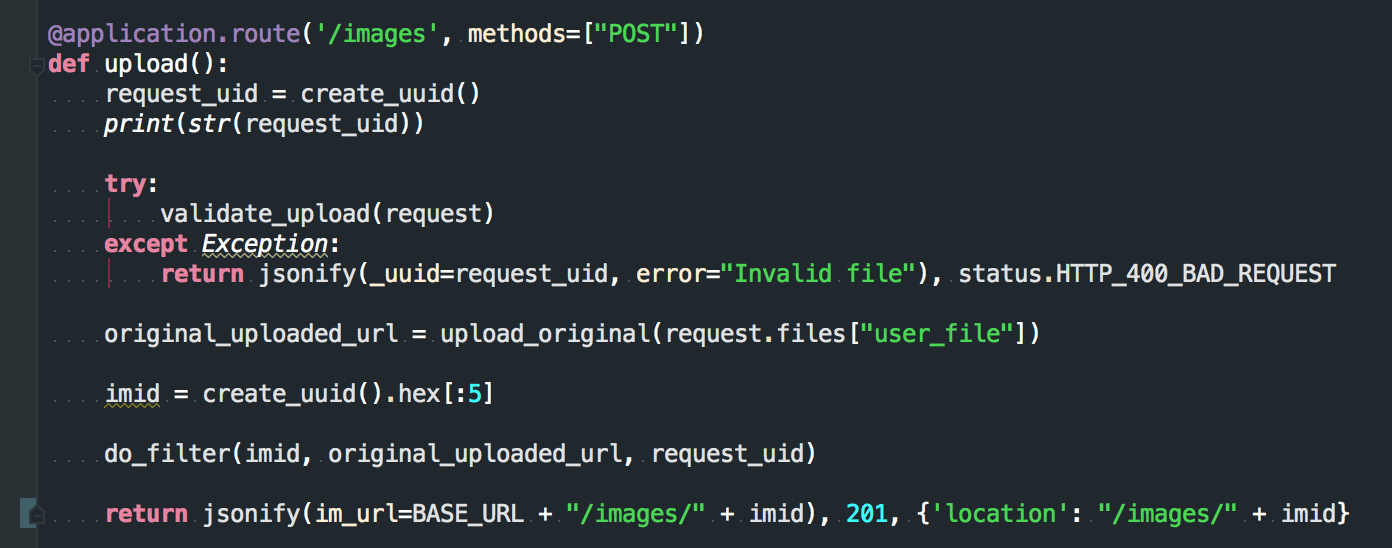 @application.route('/images', methods=["POST"])
def upload():
    request_uid = create_uuid()
    print(str(request_uid))
    try:
        validate_upload(request)
    except Exception:
        return jsonify(_uuid=request_uid, error="Invalid file"), status.HTTP_400_BAD_REQUEST
    original_uploaded_url = upload_original(request.files["user_file"])
    imid = create_uuid().hex[:5]
    do_filter(imid, original_uploaded_url, request_uid)
    return jsonify(im_url=BASE_URL + "/images/" + imid), 201, {'location': "/images/" + imid}